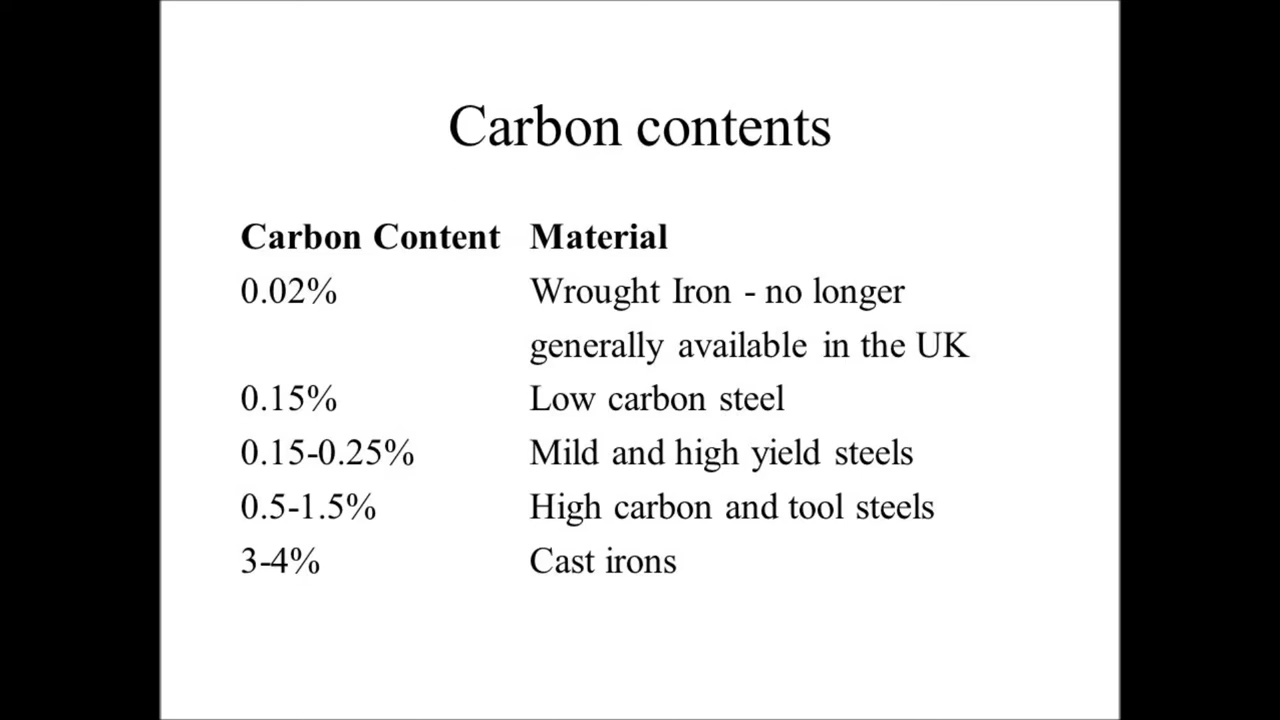 Carbon contents
Carbon Content Material
0.02% Wrought Iron - no longer
generally available in the UK
0.15% Low carbon steel
0.15-0.25% Mild and high yield steels
0.5-1.5% High carbon and tool steels
3-4% Cast irons